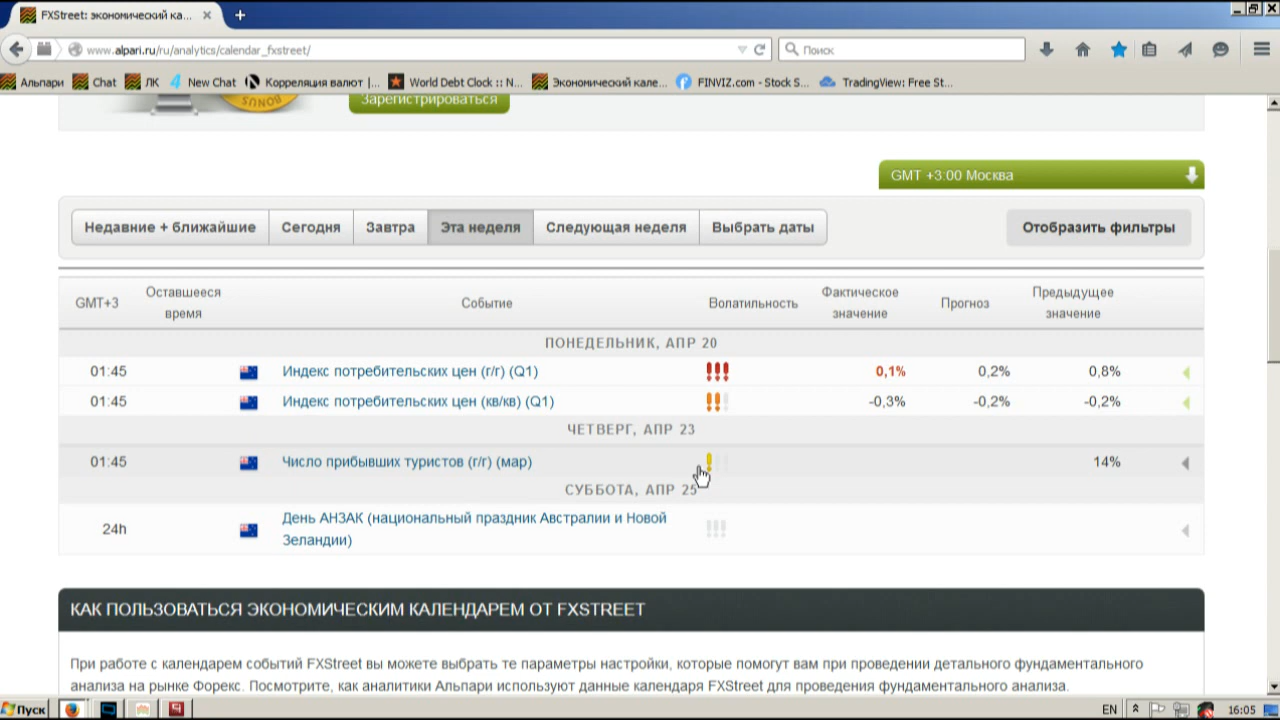 FXStreet: экономический ка...
www.alpari.ru/ru/analytics/calendar_fxstreet/
Поиск
Альпари Chat ЛК New Chat Корреляция валют |... World Debt Clock :: N... Экономический кале... FINVIZ.com - Stock S... TradingView: Free St...
BONUS
Зарегистрироваться
GMT +3:00 Москва
Недавние + ближайшие Сегодня Завтра Эта неделя Следующая неделя Выбрать даты Отобразить фильтры
GMT+3 Оставшееся время Событие Волатильность Фактическое значение Прогноз Предыдущее значение
ПОНЕДЕЛЬНИК, АПР 20
01:45 Индекс потребительских цен (г/г) (Q1) 0,1% 0,2% 0,8%
01:45 Индекс потребительских цен (кв/кв) (Q1) -0,3% -0,2% -0,2%
ЧЕТВЕРГ, АПР 23
01:45 Число прибывших туристов (г/г) (мар) 14%
СУББОТА, АПР 25
24h День АНЗАК (национальный праздник Австралии и Новой
Зеландии)
КАК ПОЛЬЗОВАТЬСЯ ЭКОНОМИЧЕСКИМ КАЛЕНДАРЕМ ОТ FXSTREET
При работе с календарем событий FXStreet вы можете выбрать те параметры настройки, которые помогут вам при проведении детального фундаментального
анализа на рынке Форекс. Посмотрите, как аналитики Альпари используют данные календаря FXStreet для проведения фундаментального анализа.
Пуск EN 16:05